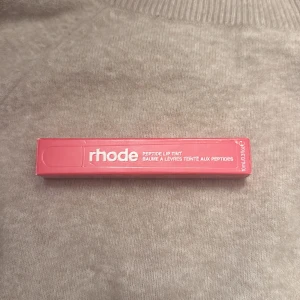 rhode
PEPTIDE LIP TINT
BAUME À LÈVRES TEINTÉ AUX PEPTIDES